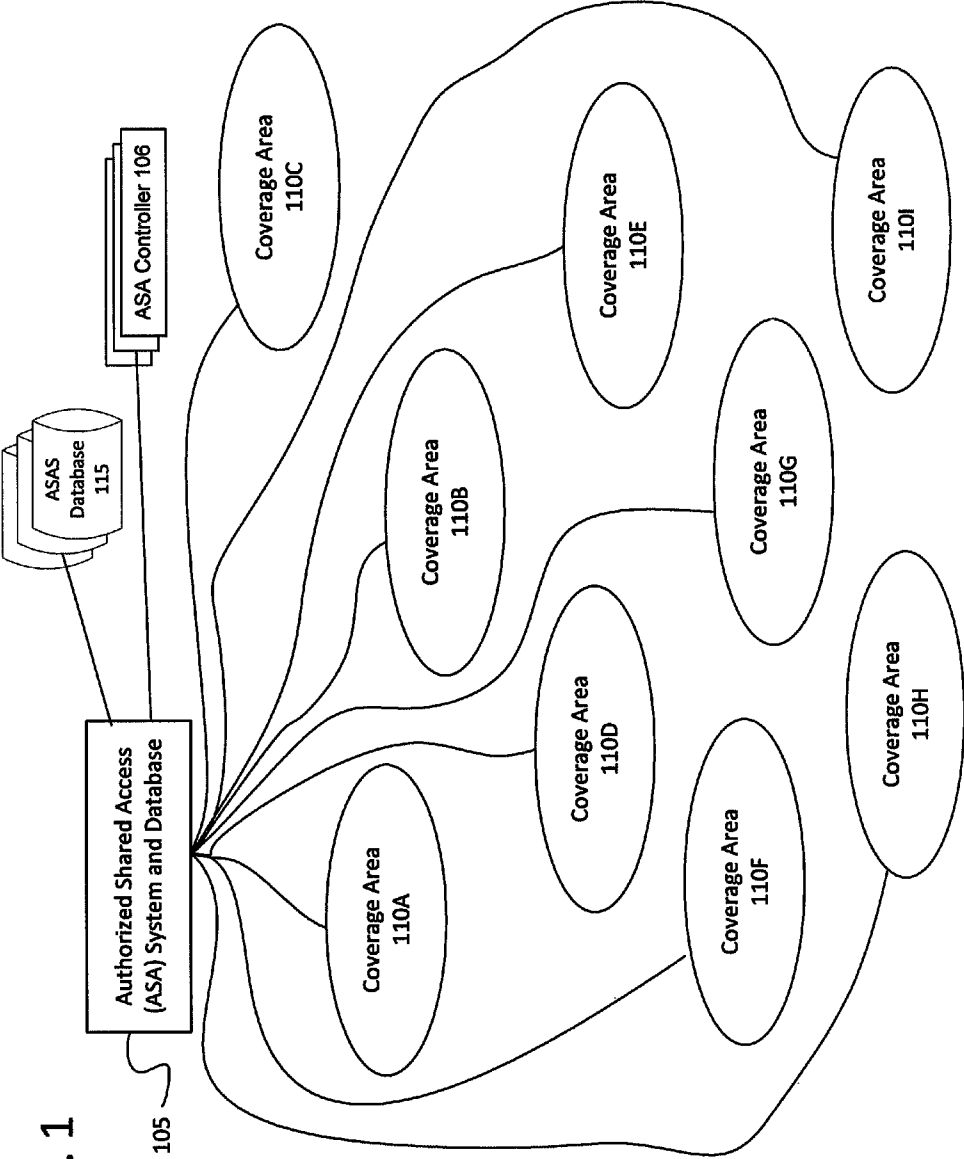 . 1
ASAS
Database
115
Authorized Shared Access
(ASA) System and Database
ASA Controller 106
105
Coverage Area
110C
Coverage Area
110A
Coverage Area
110B
Coverage Area
110D
Coverage Area
110E
Coverage Area
110F
Coverage Area
110G
Coverage Area
110H
Coverage Area
110I